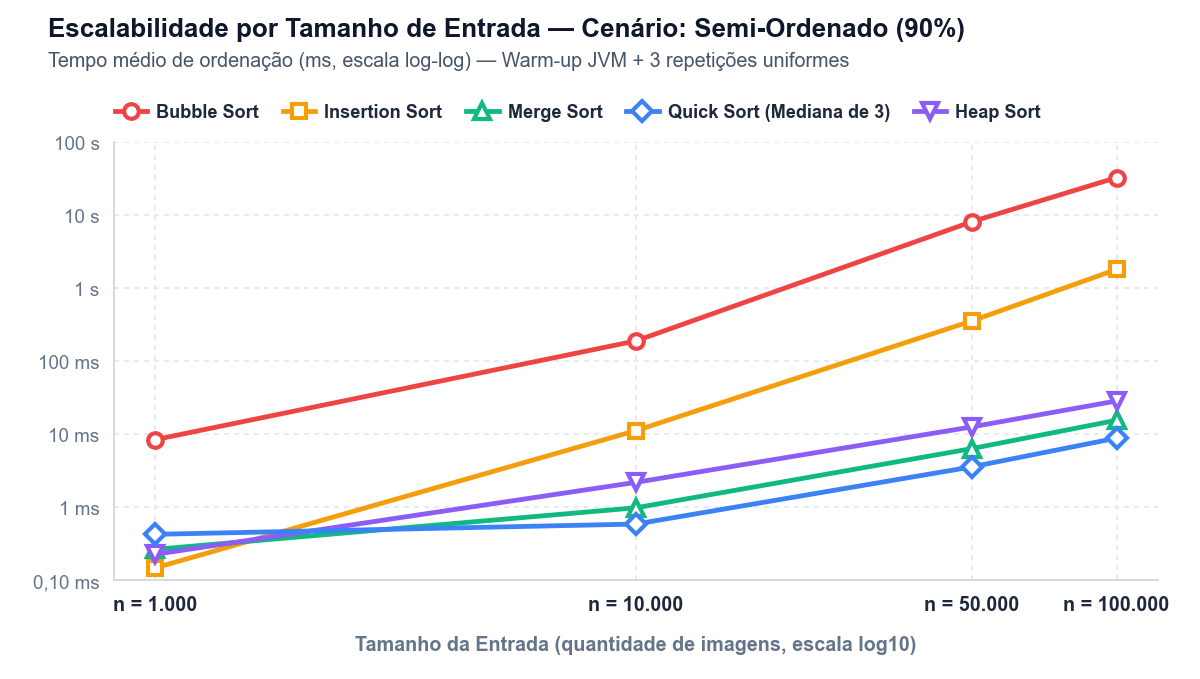 Escalabilidade por Tamanho de Entrada — Cenário: Semi-Ordenado (90%)
Tempo médio de ordenação (ms, escala log-log) — Warm-up JVM + 3 repetições uniformes
Bubble Sort Insertion Sort Merge Sort Quick Sort (Mediana de 3) Heap Sort
100 s
10 s
1 s
100 ms
10 ms
1 ms
0,10 ms
n = 1.000 n = 10.000 n = 50.000 n = 100.000
Tamanho da Entrada (quantidade de imagens, escala log10)